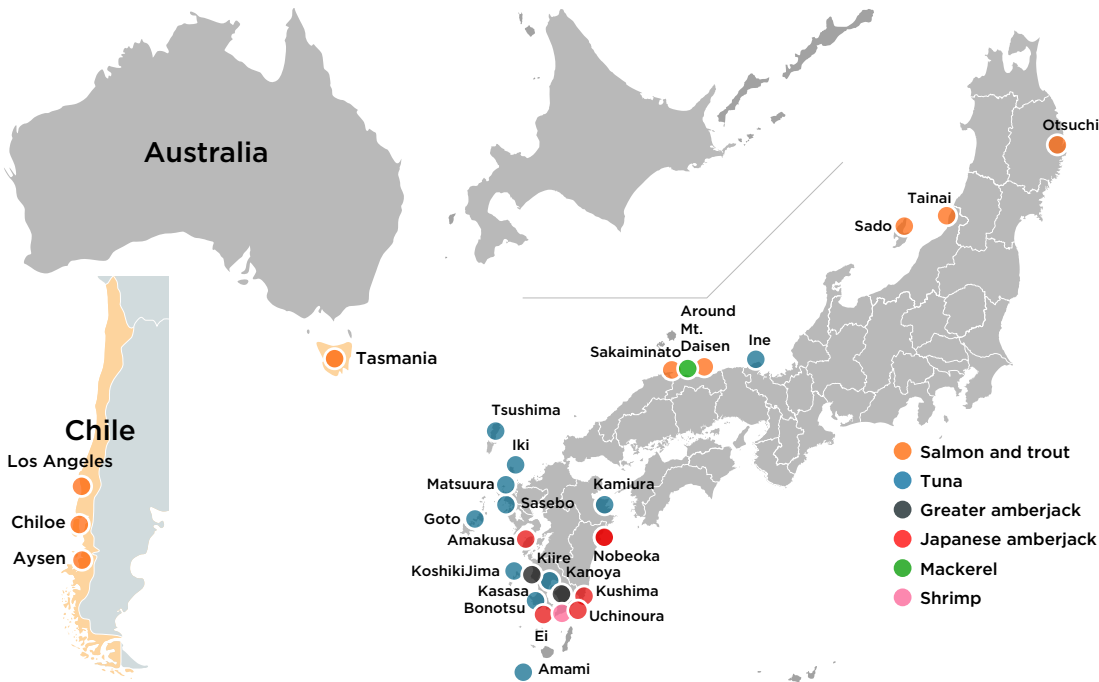 Australia
Tasmania
Chile
Los Angeles
Chiloe
Aysen
Otsuchi
Tainai
Sado
Around
Mt.
Daisen
Sakaiminato
Ine
Tsushima
Iki
Matsuura
Kamiura
Sasebo
Goto
Amakusa
Nobeoka
Kiire
KoshikiJima
Kanoya
Kasasa
Kushima
Bonotsu
Uchinoura
Ei
Amami
Salmon and trout
Tuna
Greater amberjack
Japanese amberjack
Mackerel
Shrimp